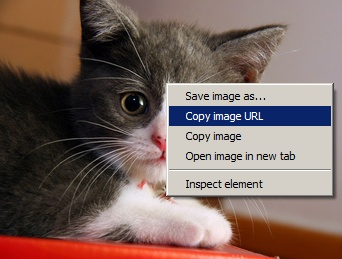 Save image as...
Copy image URL
Copy image
Open image in new tab
Inspect element